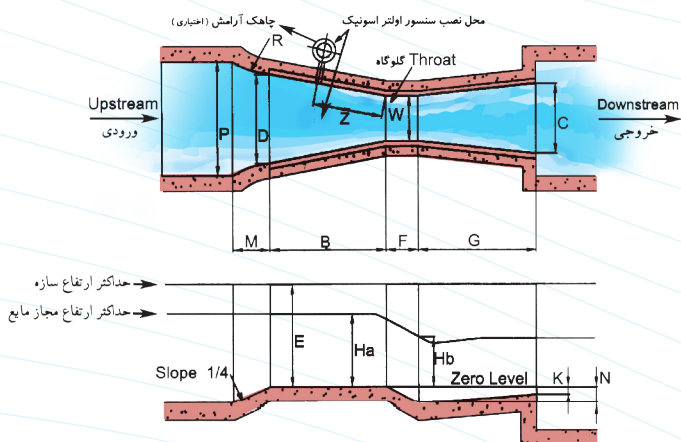 محل نصب سنسور اولتر اسونیک
چاهک آرامش (اختیاری)
R
گلوگاه Throat
Upstream
ورودی
P
D
Z
W
C
Downstream
خروجی
M
B
F
G
حداکثر ارتفاع سازه
حداکثر ارتفاع مجاز مایع
E
Ha
Hb
Slope 1/4
Zero Level
K
N